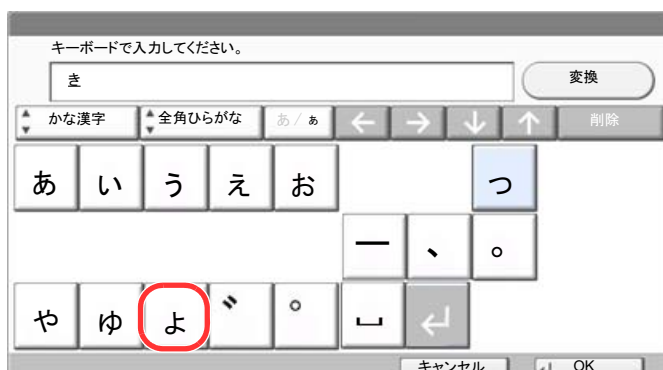 キーボードで入力してください。
き
変換
かな漢字 全角ひらがな あ/ぁ ← → ↓ ↑ 削除
あ い う え お つ
ー 、 。
や ゆ よ ゛ ゜ ␣ ↵
キャンセル ↵ OK